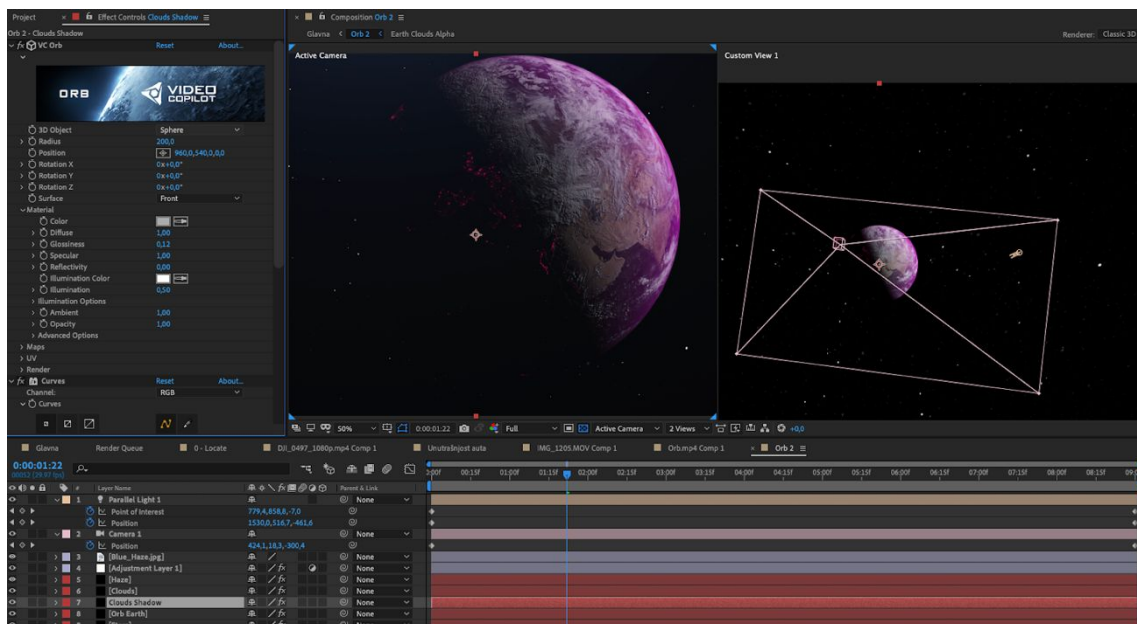 Project
Effect Controls Clouds Shadow
Composition Orb 2
Orb 2 - Clouds Shadow
Glavna
Orb 2
Earth Clouds Alpha
Renderer: Classic 3D
fx VC Orb
Reset
About...
Active Camera
Custom View 1
ORB
VIDEO
COPILOT
3D Object
Sphere
Radius
200,0
Position
960,0,540,0,0,0
Rotation X
0x+0,0°
Rotation Y
0x+0,0°
Rotation Z
0x+0,0°
Surface
Front
Material
Color
Diffuse
1,00
Glossiness
0,12
Specular
1,00
Reflectivity
0,00
Illumination Color
Illumination
0,50
Illumination Options
Ambient
1,00
Opacity
1,00
Advanced Options
Maps
UV
Render
fx Curves
Reset
About...
Channel:
RGB
Curves
50%
0:00:01:22
Full
Active Camera
2 Views
+0,0
Glavna
Render Queue
0 - Locate
DJI_0497_1080p.mp4 Comp 1
Unutrašnjost auta
IMG_1205.MOV Comp 1
Orb.mp4 Comp 1
Orb 2
0:00:01:22
00:15f
01:00f
01:15f
02:00f
02:15f
03:00f
03:15f
04:00f
04:15f
05:00f
05:15f
06:00f
06:15f
07:00f
07:15f
08:00f
08:15f
#
Layer Name
Parent & Link
1
Parallel Light 1
None
Point of Interest
779,4,858,6,-7,0
Position
1530,0,516,7,-461,6
2
Camera 1
None
Position
424,1,18,3,-300,4
3
[Blue_Haze.jpg]
None
4
[Adjustment Layer 1]
fx
None
5
[Haze]
fx
None
6
[Clouds]
fx
None
7
Clouds Shadow
fx
None
8
[Orb Earth]
fx
None